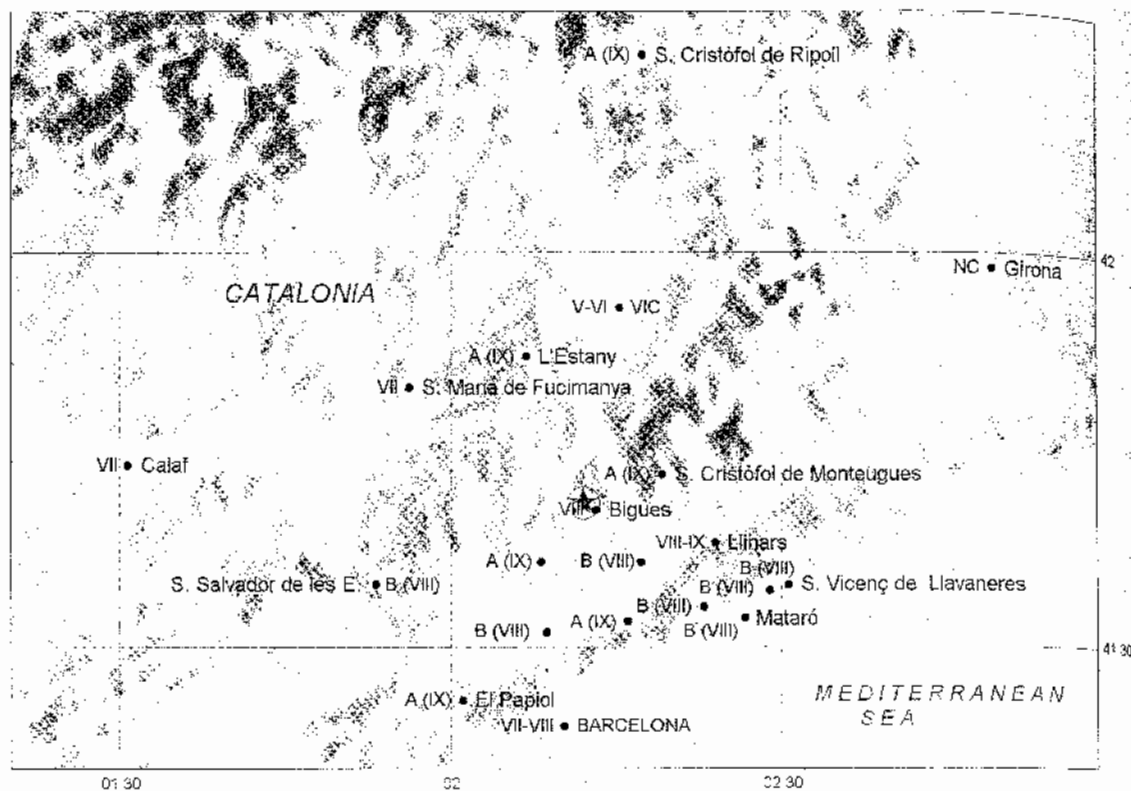 A (IX) S. Cristòfol de Ripoll
NC Girona
42
CATALONIA
V-VI VIC
A (IX) L'Estany
VII S. Maria de Fucimanya
VII Calaf
A (IX) S. Cristòfol de Monteugues
VIII Bigues
VIII-IX Llinars
A (IX) B (VIII) B (VIII)
S. Salvador de les E. B (VIII) B (VIII) S. Vicenç de Llavaneres
B (VIII)
B (VIII) A (IX) B (VIII) Mataró
41 30
A (IX) El Papiol
MEDITERRANEAN
SEA
VII-VIII BARCELONA
01 30 02 02 30